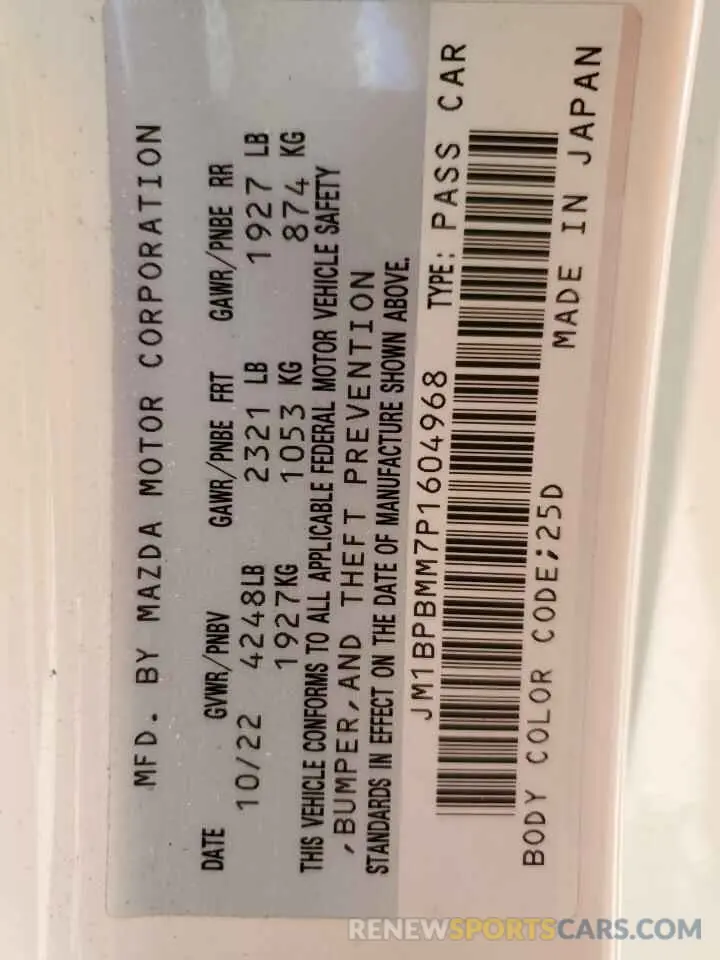 MFD. BY MAZDA MOTOR CORPORATION
DATE GVWR/PNBV GAWR/PNBE FRT GAWR/PNBE RR
10/22 4248LB 2321 LB 1927 LB
1927KG 1053 KG 874 KG
THIS VEHICLE CONFORMS TO ALL APPLICABLE FEDERAL MOTOR VEHICLE SAFETY
,BUMPER,AND THEFT PREVENTION
STANDARDS IN EFFECT ON THE DATE OF MANUFACTURE SHOWN ABOVE.
JM1BPBMM7P1604968 TYPE: PASS CAR
BODY COLOR CODE;25D MADE IN JAPAN
RENEWSPORTSCARS.COM